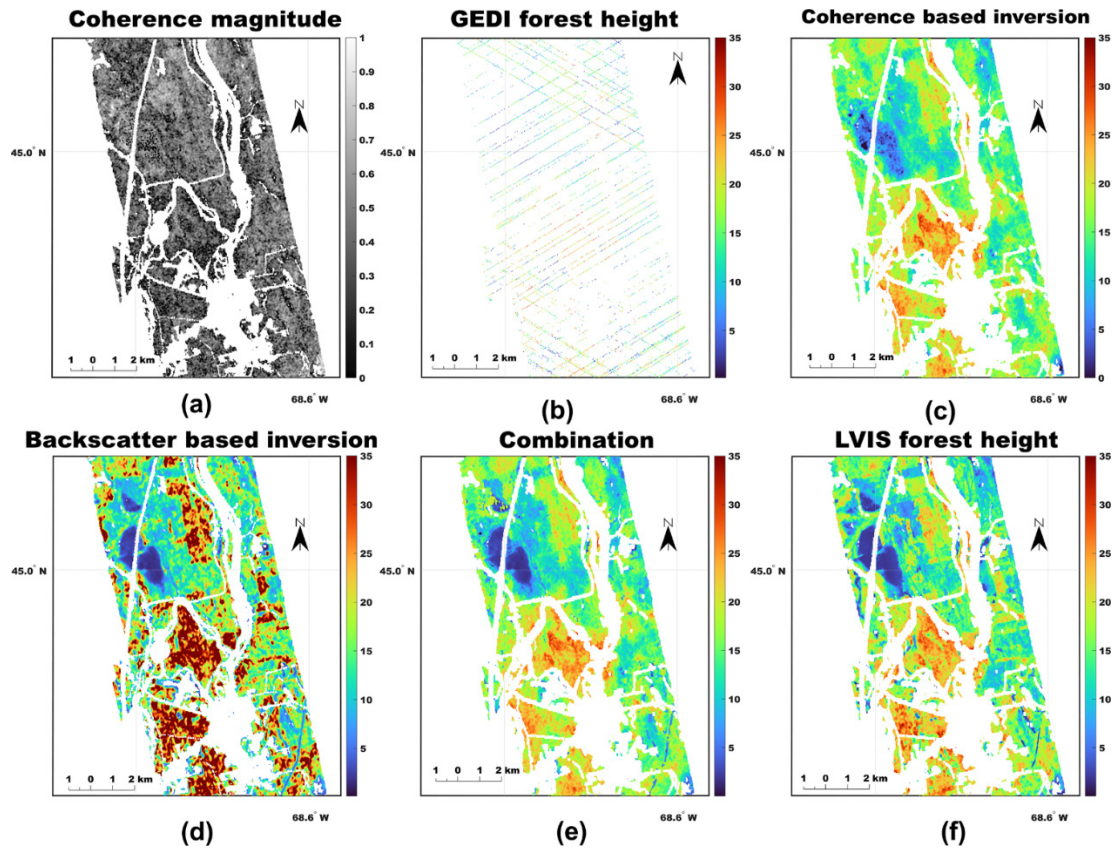 Coherence magnitude
GEDI forest height
Coherence based inversion
N
45.0° N
1 0 1 2 km
68.6° W
1
0.9
0.8
0.7
0.6
0.5
0.4
0.3
0.2
0.1
0
(a)
N
45.0° N
1 0 1 2 km
68.6° W
35
30
25
20
15
10
5
(b)
N
45.0° N
1 0 1 2 km
68.6° W
35
30
25
20
15
10
5
0
(c)
Backscatter based inversion
Combination
LVIS forest height
N
45.0° N
1 0 1 2 km
68.6° W
35
30
25
20
15
10
5
(d)
N
45.0° N
1 0 1 2 km
68.6° W
35
30
25
20
15
10
5
(e)
N
45.0° N
1 0 1 2 km
68.6° W
35
30
25
20
15
10
5
(f)